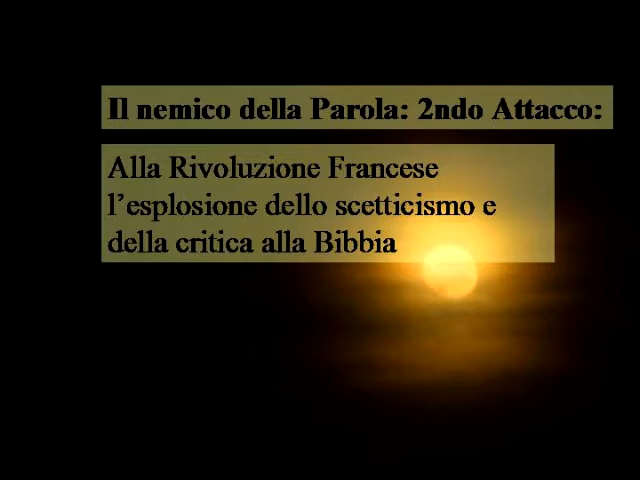 Il nemico della Parola: 2ndo Attacco:
Alla Rivoluzione Francese
l’esplosione dello scetticismo e
della critica alla Bibbia